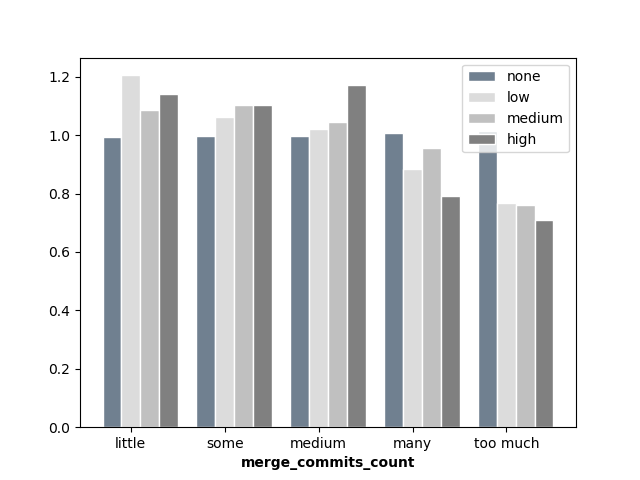 none
low
medium
high
1.2
1.0
0.8
0.6
0.4
0.2
0.0
little some medium many too much
merge_commits_count